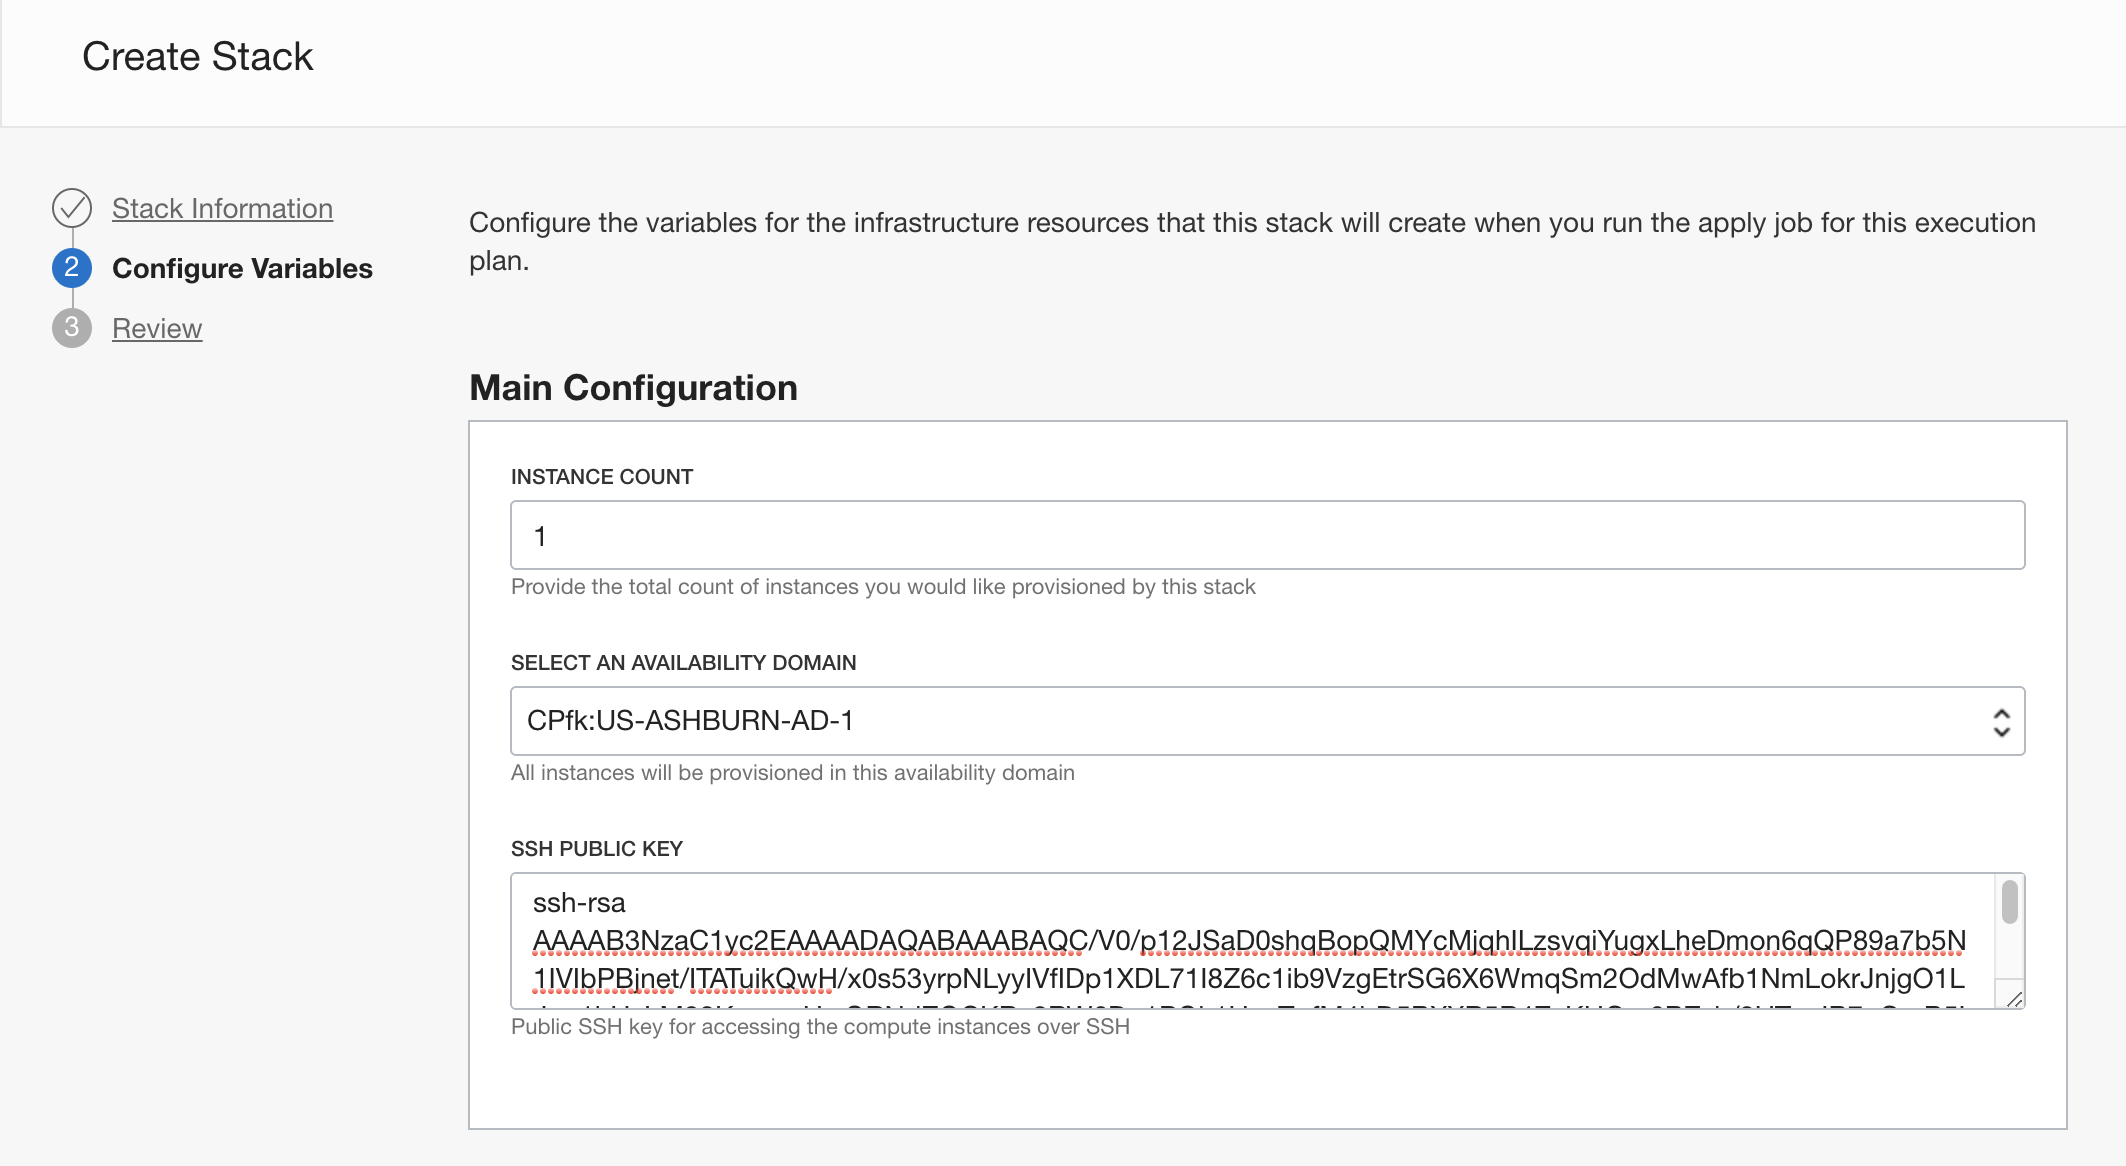 Create Stack
Stack Information
2 Configure Variables
3 Review
Configure the variables for the infrastructure resources that this stack will create when you run the apply job for this execution
plan.
Main Configuration
INSTANCE COUNT
1
Provide the total count of instances you would like provisioned by this stack
SELECT AN AVAILABILITY DOMAIN
CPfk:US-ASHBURN-AD-1
All instances will be provisioned in this availability domain
SSH PUBLIC KEY
ssh-rsa
AAAAB3NzaC1yc2EAAAADAQABAAABAQC/V0/p12JSaD0shqBopQMYcMjqhILzsvqiYugxLheDmon6qQP89a7b5N
1IVIbPBjnet/ITATuikQwH/x0s53yrpNLyyIVfIDp1XDL71I8Z6c1ib9VzgEtrSG6X6WmqSm2OdMwAfb1NmLokrJnjgO1L
Public SSH key for accessing the compute instances over SSH